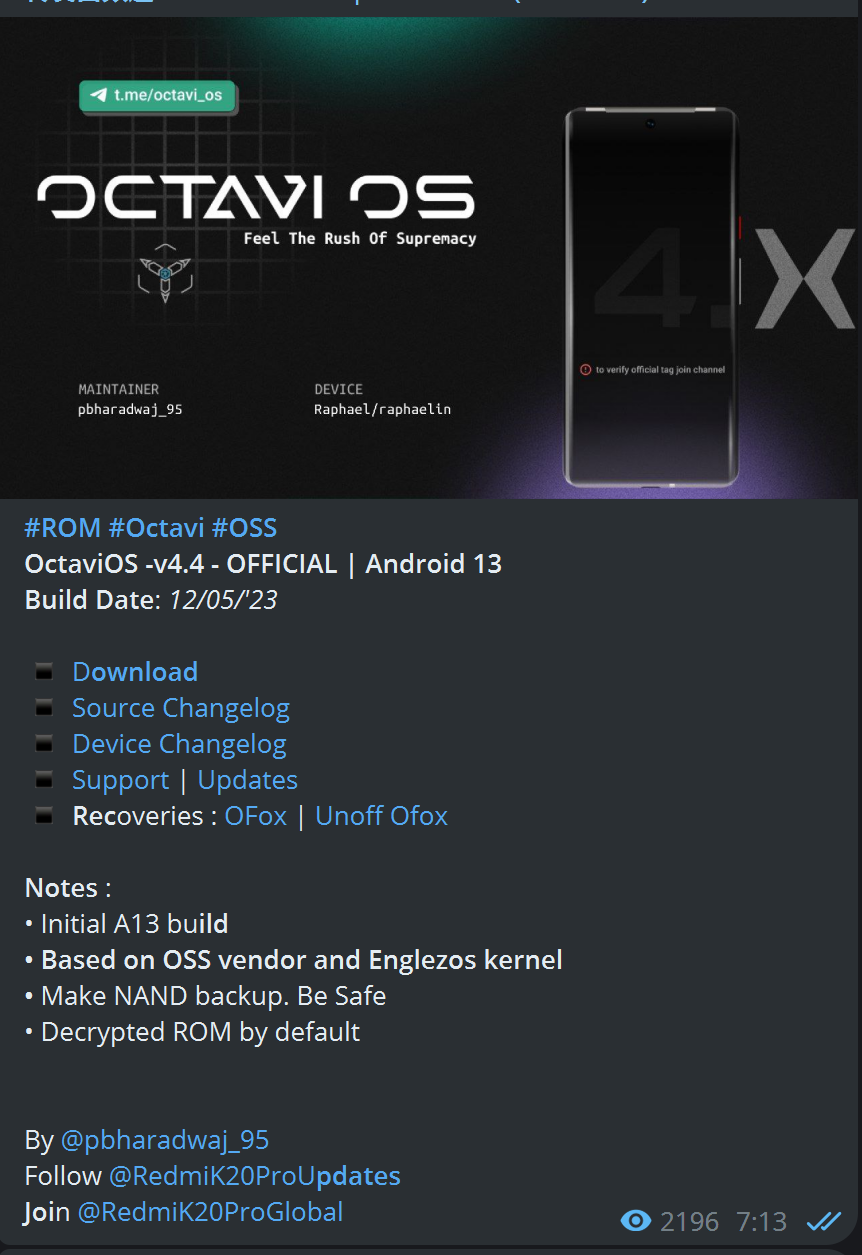 t.me/octavi_os
OCTAVI OS
Feel The Rush Of Supremacy
4.X
to verify official tag join channel
MAINTAINER
pbharadwaj_95
DEVICE
Raphael/raphaelin
#ROM #Octavi #OSS
OctaviOS -v4.4 - OFFICIAL | Android 13
Build Date: 12/05/'23
Download
Source Changelog
Device Changelog
Support | Updates
Recoveries : OFox | Unoff Ofox
Notes :
• Initial A13 build
• Based on OSS vendor and Englezos kernel
• Make NAND backup. Be Safe
• Decrypted ROM by default
By @pbharadwaj_95
Follow @RedmiK20ProUpdates
Join @RedmiK20ProGlobal
2196 7:13